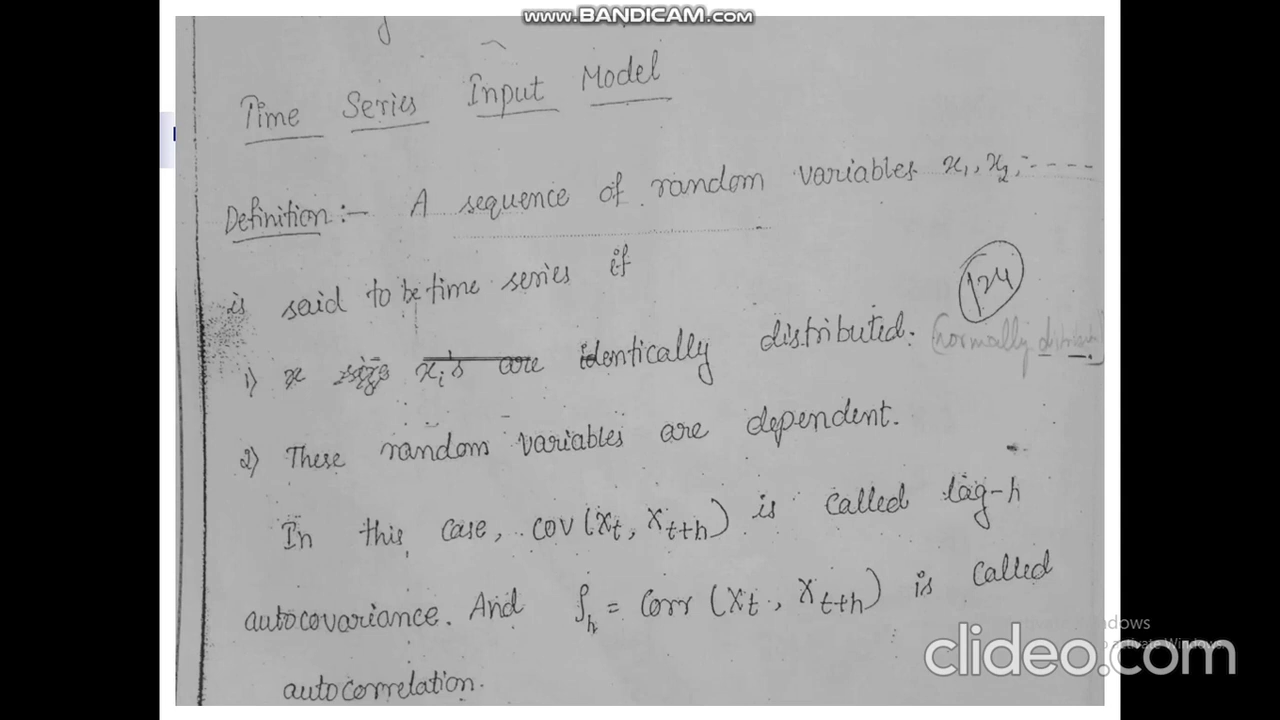 www.BANDICAM.com
Time Series Input Model
Definition:- A sequence of random variables x₁, x₂, -----
is said to be time series if
124
1) xᵢ's are identically distributed. (normally
2) These random variables are dependent.
In this case, cov(Xt, Xt+h) is called lag-h
autocovariance. And ρh = Corr (Xt, Xt+h) is called
autocorrelation.
clideo.com